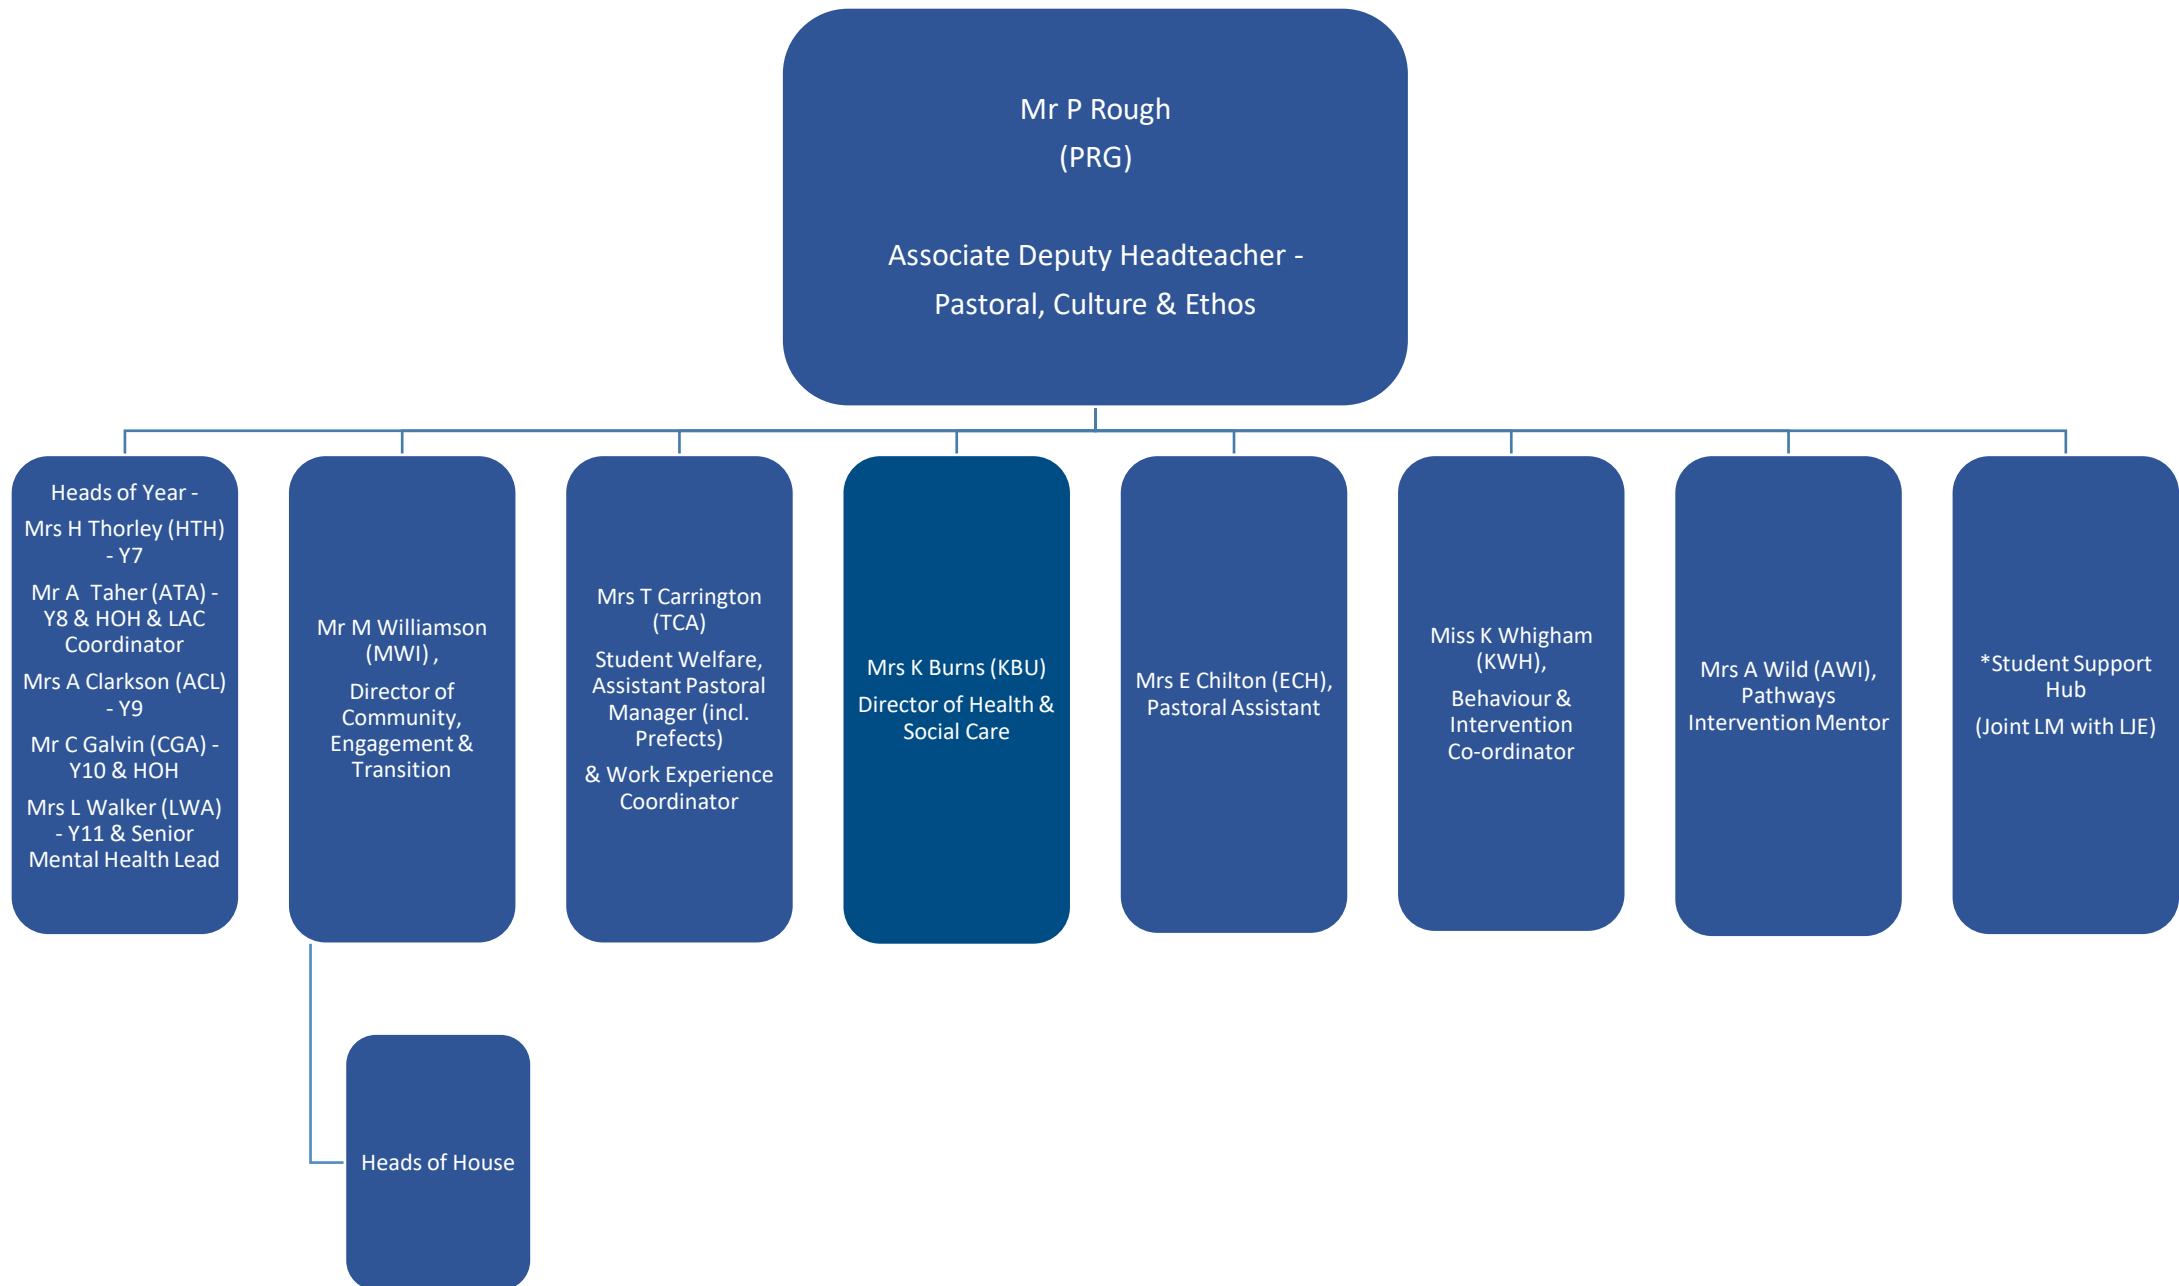 Mr P Rough
(PRG)
Associate Deputy Headteacher -
Pastoral, Culture & Ethos
Heads of Year -
Mrs H Thorley (HTH)
- Y7
Mr A  Taher (ATA) -
Y8 & HOH & LAC
Coordinator
Mrs A Clarkson (ACL)
- Y9
Mr C Galvin (CGA) -
Y10 & HOH
Mrs L Walker (LWA)
- Y11 & Senior
Mental Health Lead
Mr M Williamson
(MWI) ,
Director of
Community,
Engagement &
Transition
Mrs T Carrington
(TCA)
Student Welfare,
Assistant Pastoral
Manager (incl.
Prefects)
& Work Experience
Coordinator
Mrs K Burns (KBU)
Director of Health &
Social Care
Mrs E Chilton (ECH),
Pastoral Assistant
Miss K Whigham
(KWH),
Behaviour &
Intervention
Co-ordinator
Mrs A Wild (AWI),
Pathways
Intervention Mentor
*Student Support
Hub
(Joint LM with LJE)
Heads of House